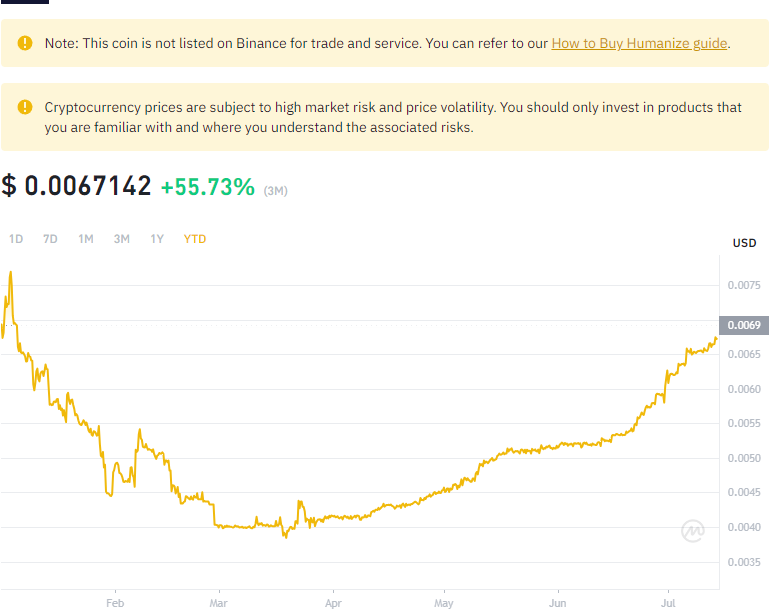 Note: This coin is not listed on Binance for trade and service. You can refer to our How to Buy Humanize guide.
Cryptocurrency prices are subject to high market risk and price volatility. You should only invest in products that
you are familiar with and where you understand the associated risks.
$ 0.0067142 +55.73% (3M)
1D 7D 1M 3M 1Y YTD
USD
0.0075
0.0069
0.0065
0.0060
0.0055
0.0050
0.0045
0.0040
0.0035
Feb Mar Apr May Jun Jul